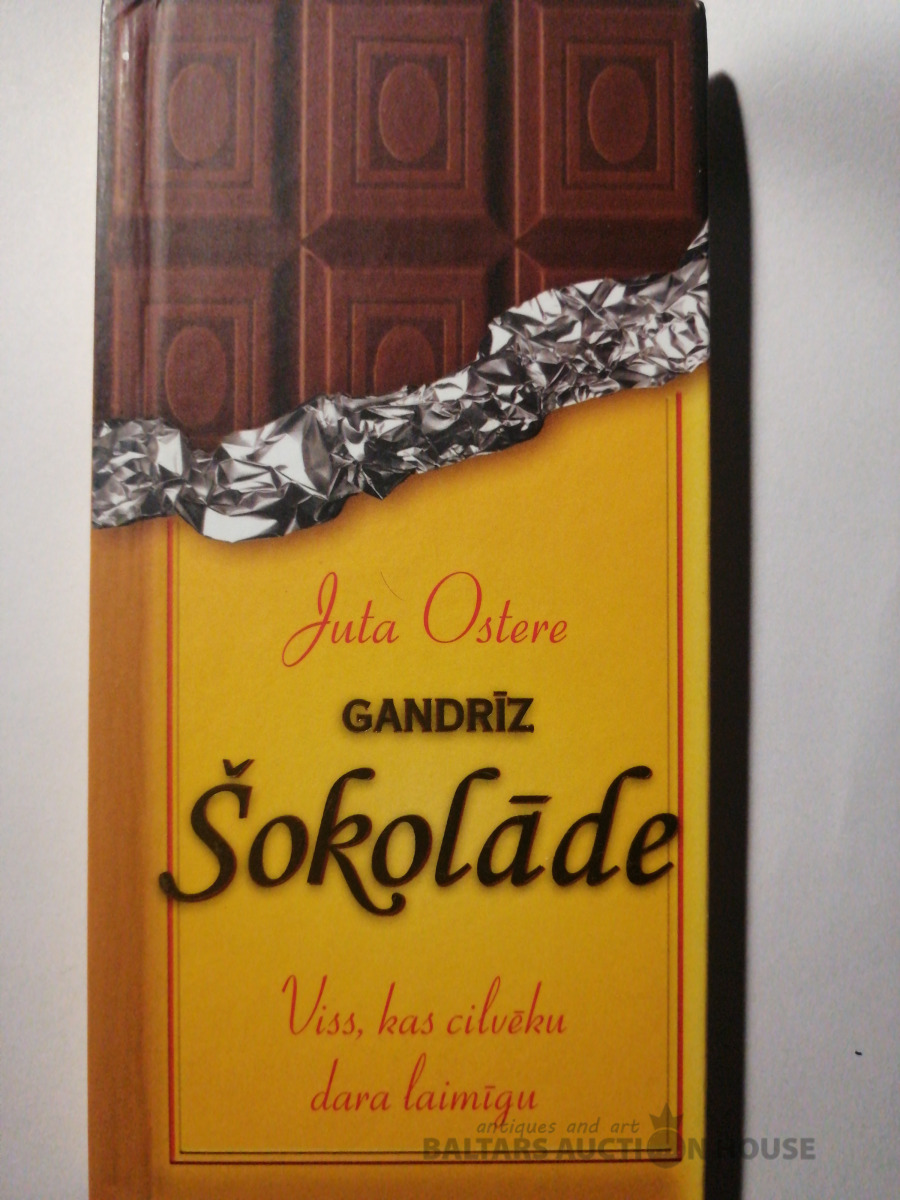 Juta Ostere
GANDRĪZ
Šokolāde
Viss, kas cilvēku
dara laimīgu
antiques and art
BALTARS AUCTION HOUSE